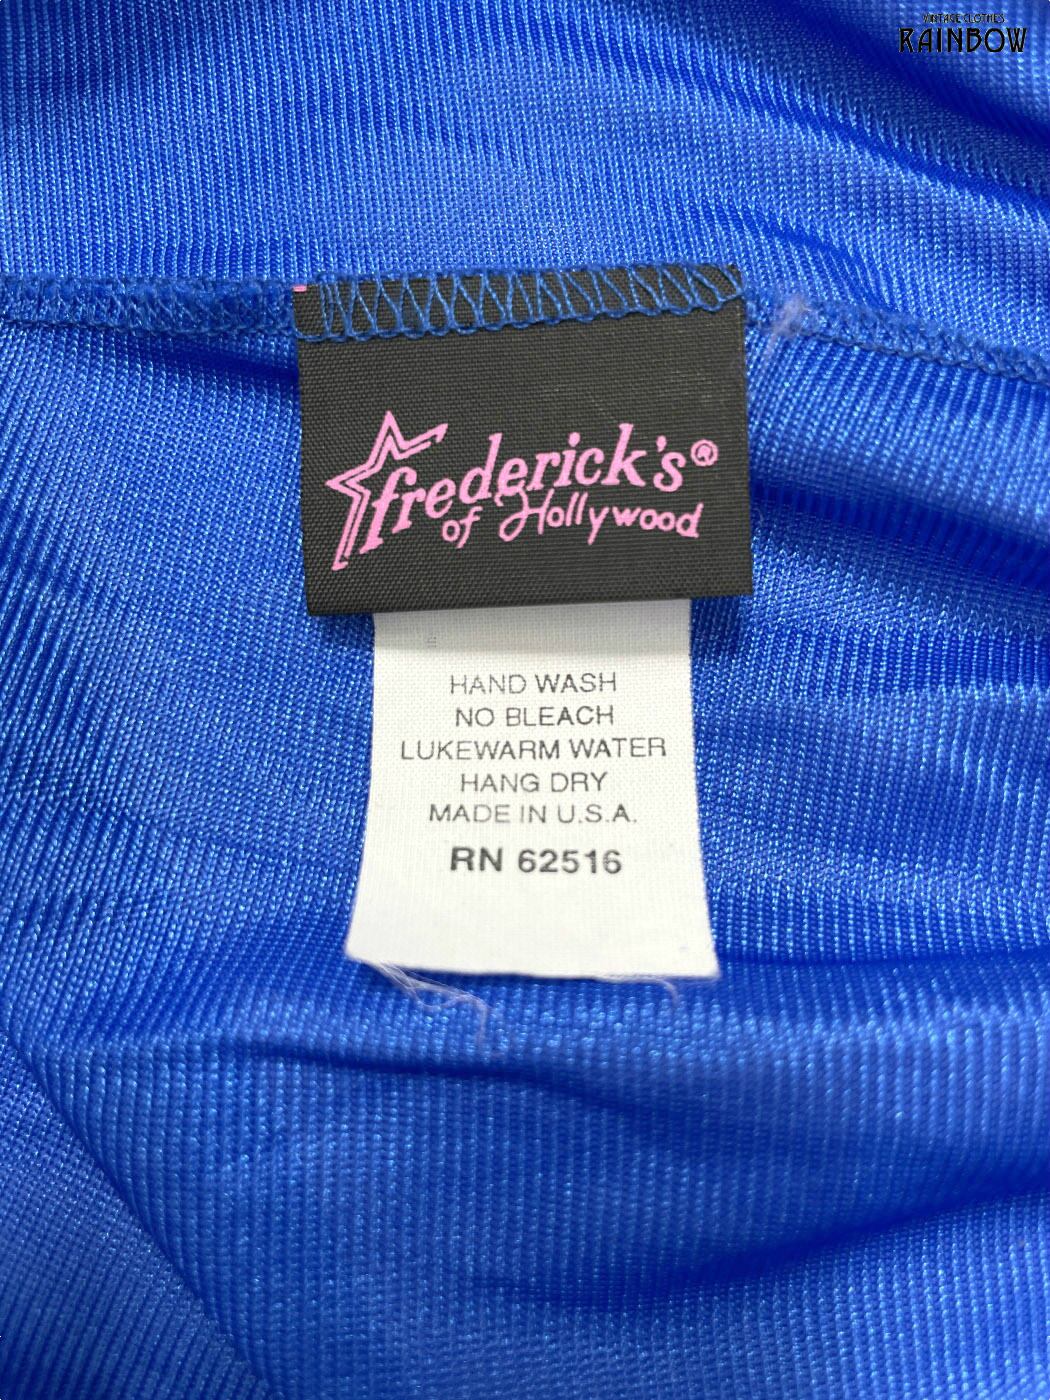 VINTAGE CLOTHES
RAINBOW
frederick's®
of Hollywood
HAND WASH
NO BLEACH
LUKEWARM WATER
HANG DRY
MADE IN U.S.A.
RN 62516